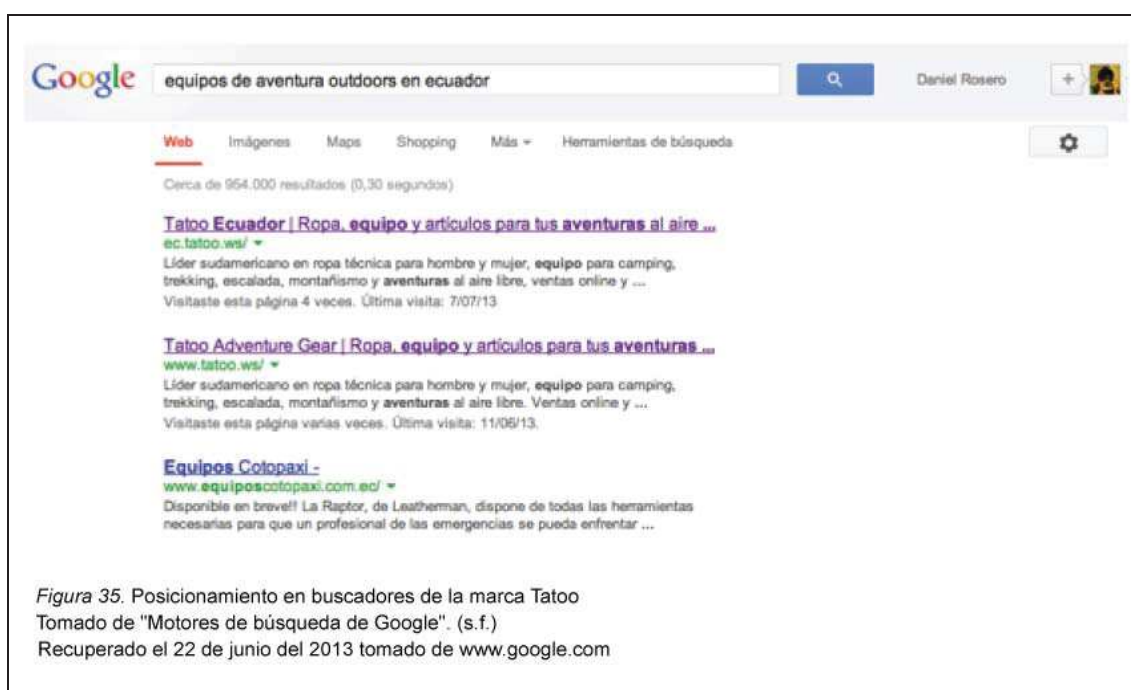 Google
equipos de aventura outdoors en ecuador
Daniel Rosero
+
Web Imágenes Maps Shopping Más Herramientas de búsqueda
Cerca de 954.000 resultados (0,30 segundos)
Tatoo Ecuador | Ropa, equipo y artículos para tus aventuras al aire ...
ec.tatoo.ws/
Líder sudamericano en ropa técnica para hombre y mujer, equipo para camping,
trekking, escalada, montañismo y aventuras al aire libre, ventas online y ...
Visitaste esta página 4 veces. Última visita: 7/07/13
Tatoo Adventure Gear | Ropa, equipo y artículos para tus aventuras ...
www.tatoo.ws/
Líder sudamericano en ropa técnica para hombre y mujer, equipo para camping,
trekking, escalada, montañismo y aventuras al aire libre. Ventas online y ...
Visitaste esta página varias veces. Última visita: 11/06/13.
Equipos Cotopaxi -
www.equiposcotopaxi.com.ec/
Disponible en breve!! La Raptor, de Leatherman, dispone de todas las herramientas
necesarias para que un profesional de las emergencias se pueda enfrentar ...
Figura 35. Posicionamiento en buscadores de la marca Tatoo
Tomado de "Motores de búsqueda de Google". (s.f.)
Recuperado el 22 de junio del 2013 tomado de www.google.com